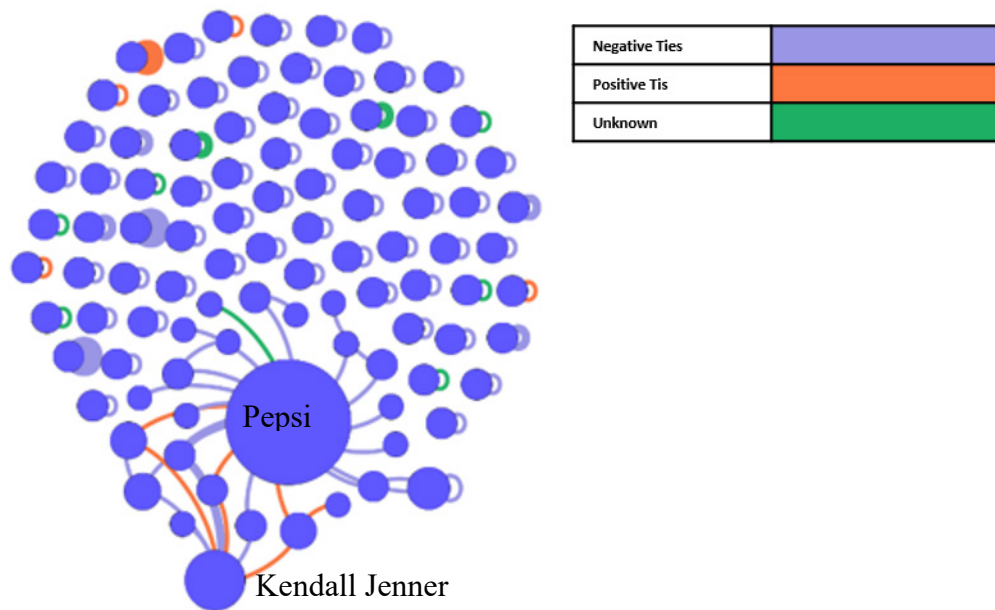 Negative Ties
Positive Tis
Unknown
Pepsi
Kendall Jenner